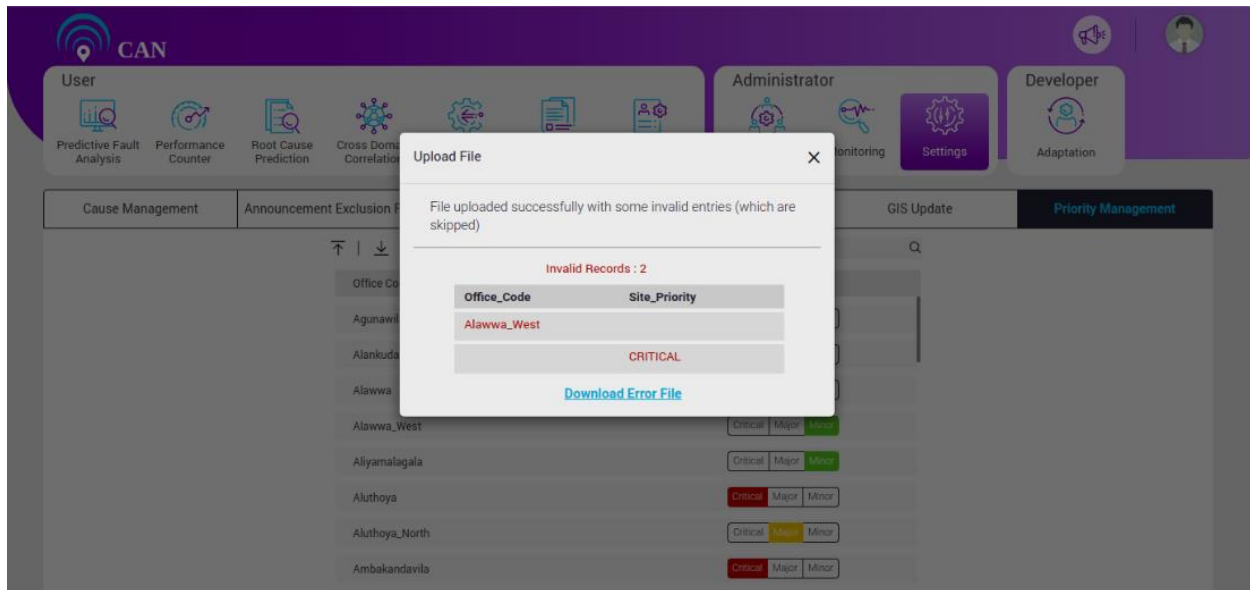 CAN
User
Administrator
Developer
Predictive Fault Analysis
Performance Counter
Root Cause Prediction
Cross Doma
Correlation
onitoring
Settings
Adaptation
Cause Management
Announcement Exclusion
GIS Update
Priority Management
Upload File
File uploaded successfully with some invalid entries (which are
skipped)
Invalid Records : 2
Office_Code Site_Priority
Alawwa_West
CRITICAL
Download Error File
Office Co
Agunawil
Alankuda
Alawwa
Alawwa_West Critical Major Minor
Aliyamalagala Critical Major Minor
Aluthoya Critical Major Minor
Aluthoya_North Critical Major Minor
Ambakandavila Critical Major Minor